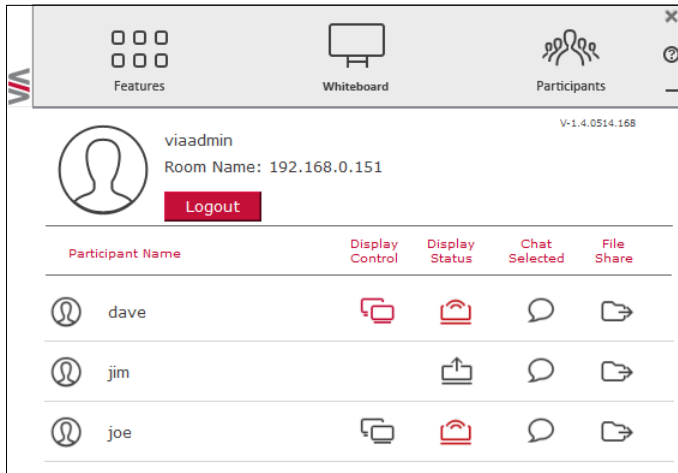 Features Whiteboard Participants
V-1.4.0514.168
viaadmin
Room Name: 192.168.0.151
Logout
Participant Name Display Control Display Status Chat Selected File Share
dave
jim
joe